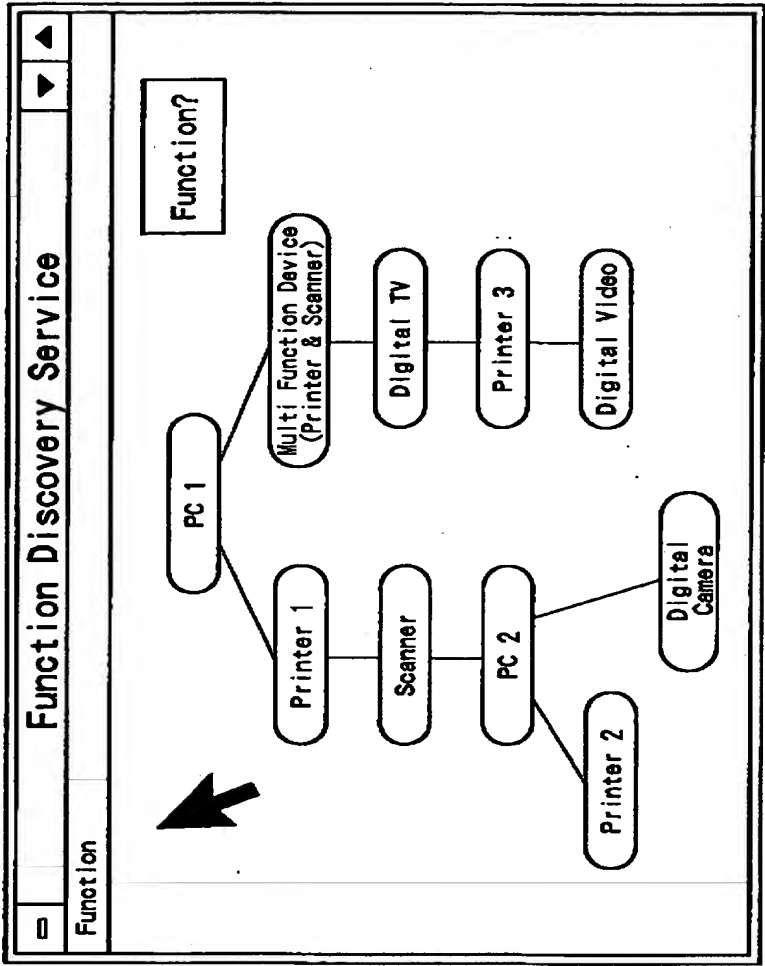 Function Discovery Service
Function
Function?
PC 1
Printer 1
Multi Function Device
(Printer & Scanner)
Scanner
Digital TV
PC 2
Printer 3
Printer 2
Digital
Camera
Digital Video